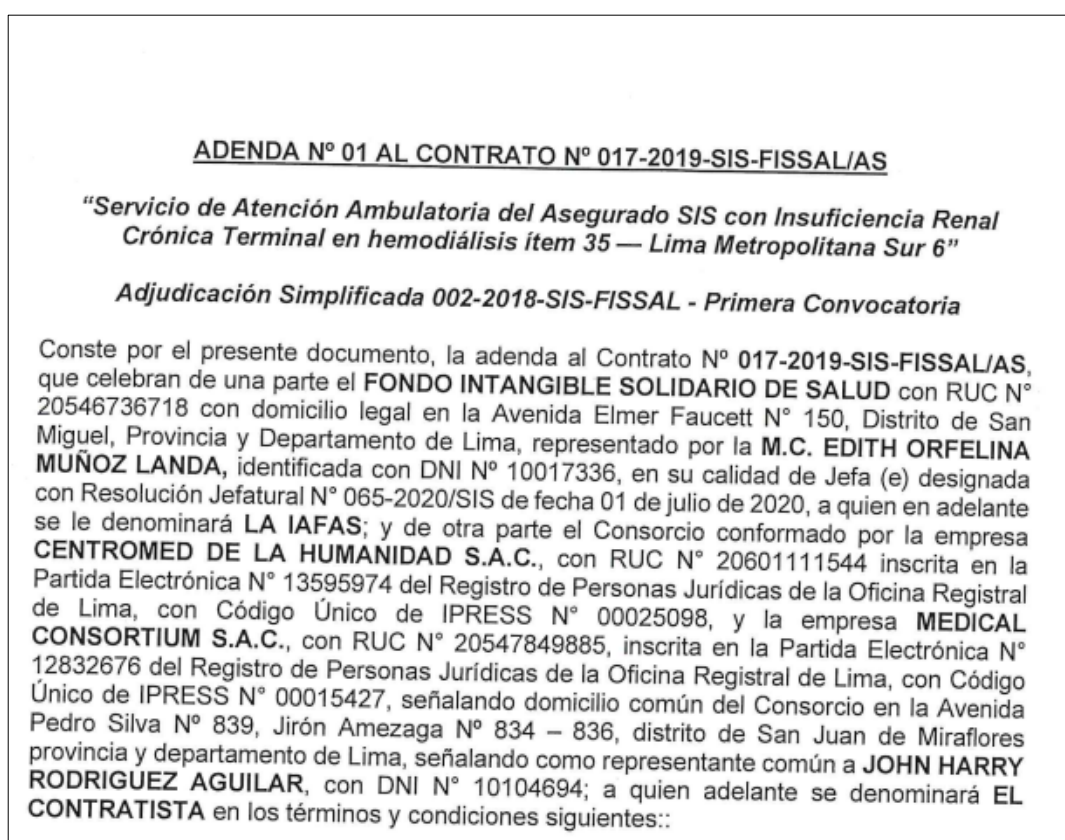 ADENDA Nº 01 AL CONTRATO Nº 017-2019-SIS-FISSAL/AS
“Servicio de Atención Ambulatoria del Asegurado SIS con Insuficiencia Renal
Crónica Terminal en hemodiálisis ítem 35 — Lima Metropolitana Sur 6”
Adjudicación Simplificada 002-2018-SIS-FISSAL - Primera Convocatoria
Conste por el presente documento, la adenda al Contrato Nº 017-2019-SIS-FISSAL/AS,
que celebran de una parte el FONDO INTANGIBLE SOLIDARIO DE SALUD con RUC N°
20546736718 con domicilio legal en la Avenida Elmer Faucett N° 150, Distrito de San
Miguel, Provincia y Departamento de Lima, representado por la M.C. EDITH ORFELINA
MUÑOZ LANDA, identificada con DNI Nº 10017336, en su calidad de Jefa (e) designada
con Resolución Jefatural N° 065-2020/SIS de fecha 01 de julio de 2020, a quien en adelante
se le denominará LA IAFAS; y de otra parte el Consorcio conformado por la empresa
CENTROMED DE LA HUMANIDAD S.A.C., con RUC N° 20601111544 inscrita en la
Partida Electrónica N° 13595974 del Registro de Personas Jurídicas de la Oficina Registral
de Lima, con Código Único de IPRESS N° 00025098, y la empresa MEDICAL
CONSORTIUM S.A.C., con RUC N° 20547849885, inscrita en la Partida Electrónica N°
12832676 del Registro de Personas Jurídicas de la Oficina Registral de Lima, con Código
Único de IPRESS N° 00015427, señalando domicilio común del Consorcio en la Avenida
Pedro Silva Nº 839, Jirón Amezaga Nº 834 – 836, distrito de San Juan de Miraflores
provincia y departamento de Lima, señalando como representante común a JOHN HARRY
RODRIGUEZ AGUILAR, con DNI N° 10104694; a quien adelante se denominará EL
CONTRATISTA en los términos y condiciones siguientes::